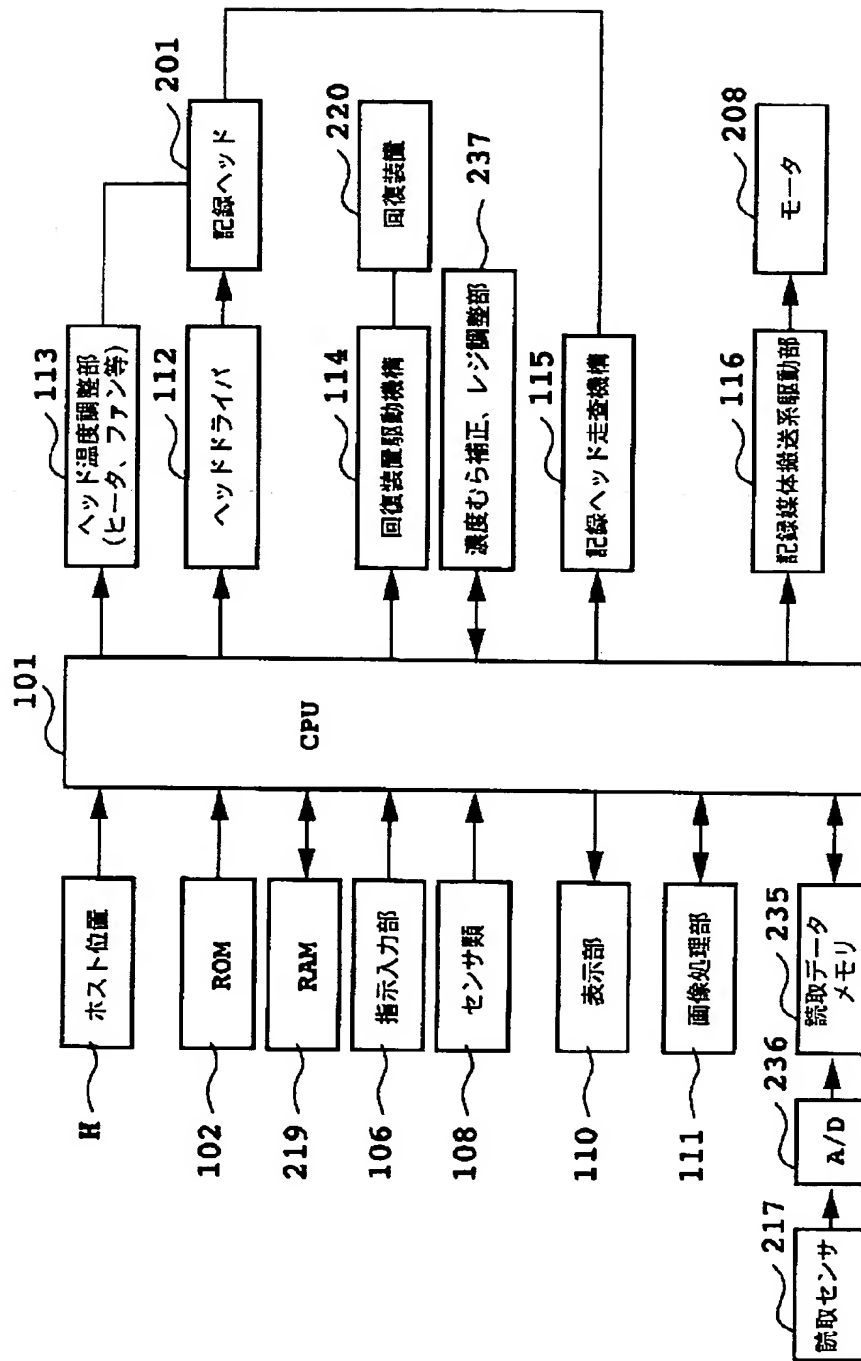 H
ホスト位置
102
ROM
219
RAM
106
指示入力部
108
センサ類
110
表示部
111
画像処理部
217
読取センサ
236
A/D
235
読取データ
メモリ
101
CPU
113
ヘッド温度調整部
(ヒータ、ファン等)
112
ヘッドドライバ
201
記録ヘッド
114
回復装置駆動機構
220
回復装置
237
濃度むら補正、レジ調整部
115
記録ヘッド走査機構
116
記録媒体搬送系駆動部
208
モータ